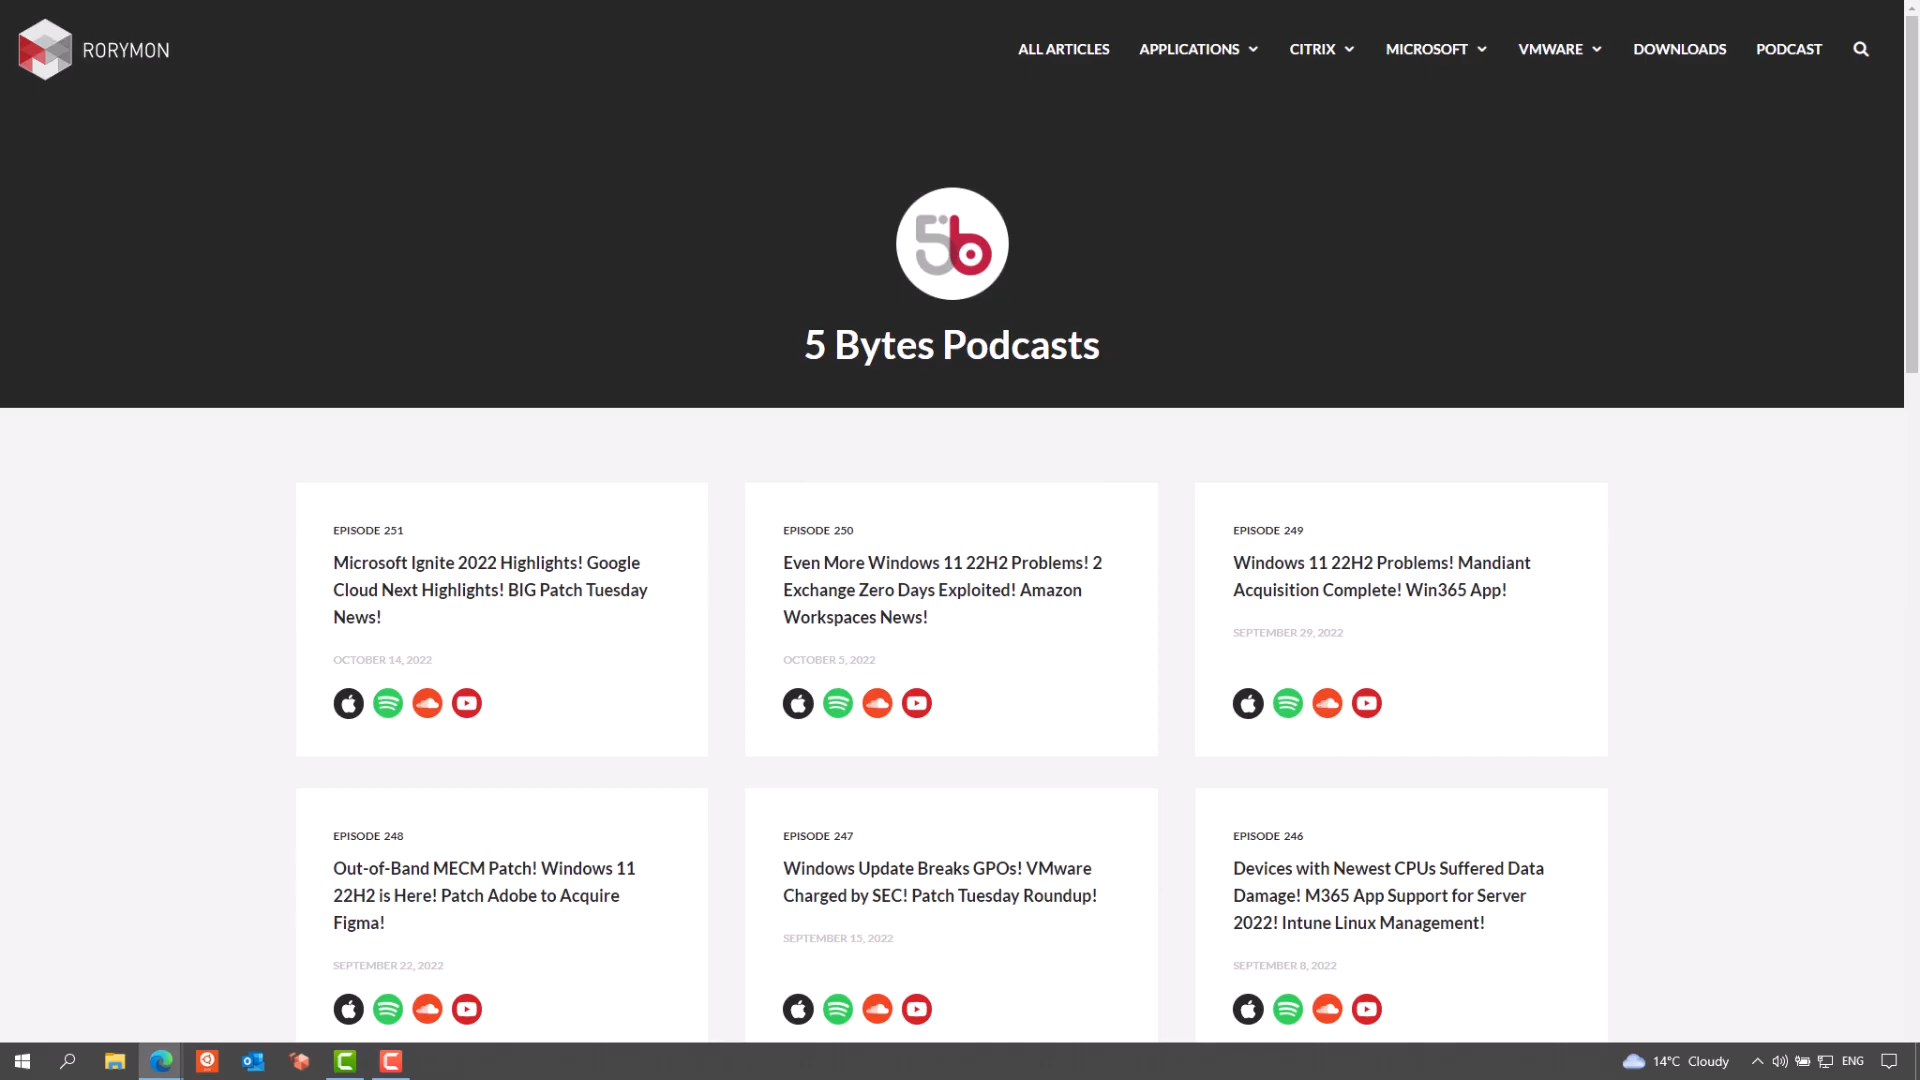 RORYMON
ALL ARTICLES
APPLICATIONS
CITRIX
MICROSOFT
VMWARE
DOWNLOADS
PODCAST
5b
5 Bytes Podcasts
EPISODE 251
Microsoft Ignite 2022 Highlights! Google
Cloud Next Highlights! BIG Patch Tuesday
News!
OCTOBER 14, 2022
EPISODE 250
Even More Windows 11 22H2 Problems! 2
Exchange Zero Days Exploited! Amazon
Workspaces News!
OCTOBER 5, 2022
EPISODE 249
Windows 11 22H2 Problems! Mandiant
Acquisition Complete! Win365 App!
SEPTEMBER 29, 2022
EPISODE 248
Out-of-Band MECM Patch! Windows 11
22H2 is Here! Patch Adobe to Acquire
Figma!
SEPTEMBER 22, 2022
EPISODE 247
Windows Update Breaks GPOs! VMware
Charged by SEC! Patch Tuesday Roundup!
SEPTEMBER 15, 2022
EPISODE 246
Devices with Newest CPUs Suffered Data
Damage! M365 App Support for Server
2022! Intune Linux Management!
SEPTEMBER 8, 2022
14°C Cloudy
ENG